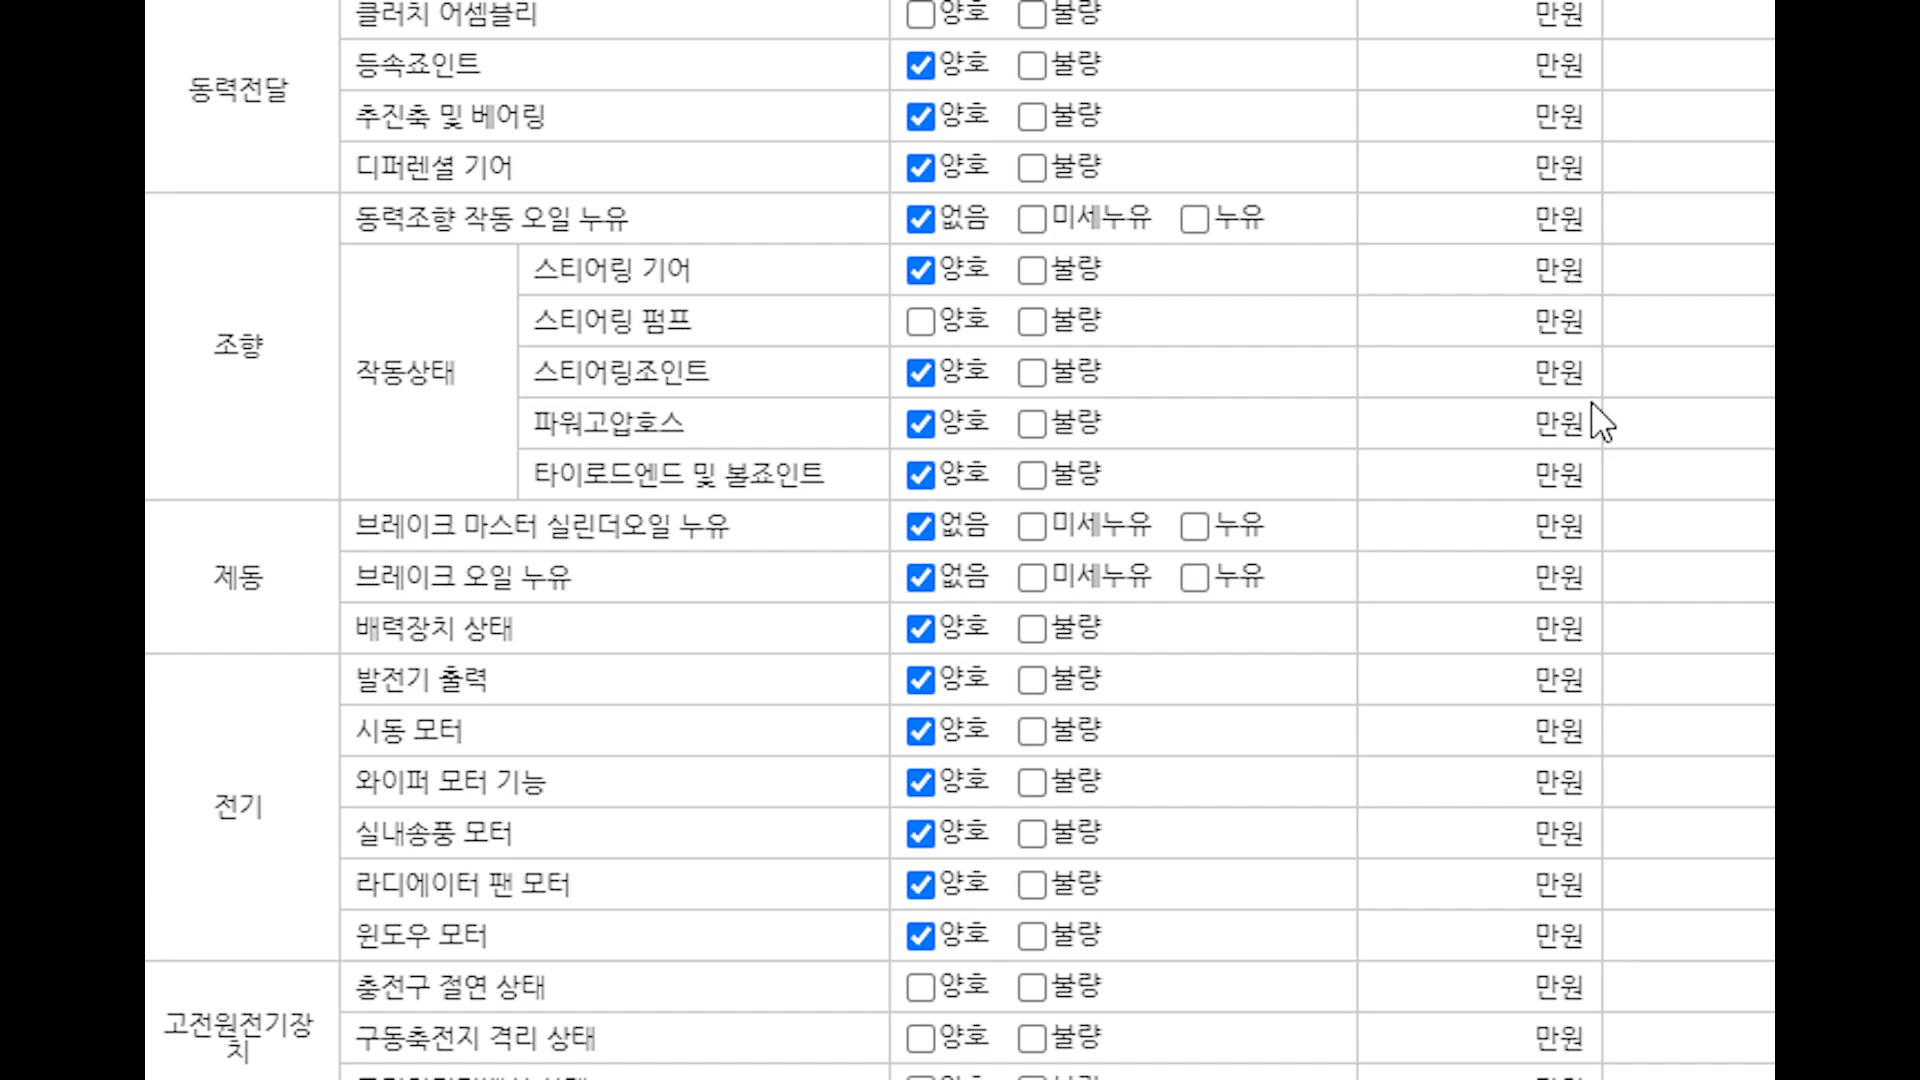 클러치 어셈블리 양호 불량 만원
등속죠인트 양호 불량 만원
동력전달
추진축 및 베어링 양호 불량 만원
디퍼렌셜 기어 양호 불량 만원
동력조향 작동 오일 누유 없음 미세누유 누유 만원
스티어링 기어 양호 불량 만원
스티어링 펌프 양호 불량 만원
조향
작동상태 스티어링조인트 양호 불량 만원
파워고압호스 양호 불량 만원
타이로드엔드 및 볼죠인트 양호 불량 만원
브레이크 마스터 실린더오일 누유 없음 미세누유 누유 만원
제동 브레이크 오일 누유 없음 미세누유 누유 만원
배력장치 상태 양호 불량 만원
발전기 출력 양호 불량 만원
시동 모터 양호 불량 만원
와이퍼 모터 기능 양호 불량 만원
전기
실내송풍 모터 양호 불량 만원
라디에이터 팬 모터 양호 불량 만원
윈도우 모터 양호 불량 만원
충전구 절연 상태 양호 불량 만원
고전원전기장
치
구동축전지 격리 상태 양호 불량 만원